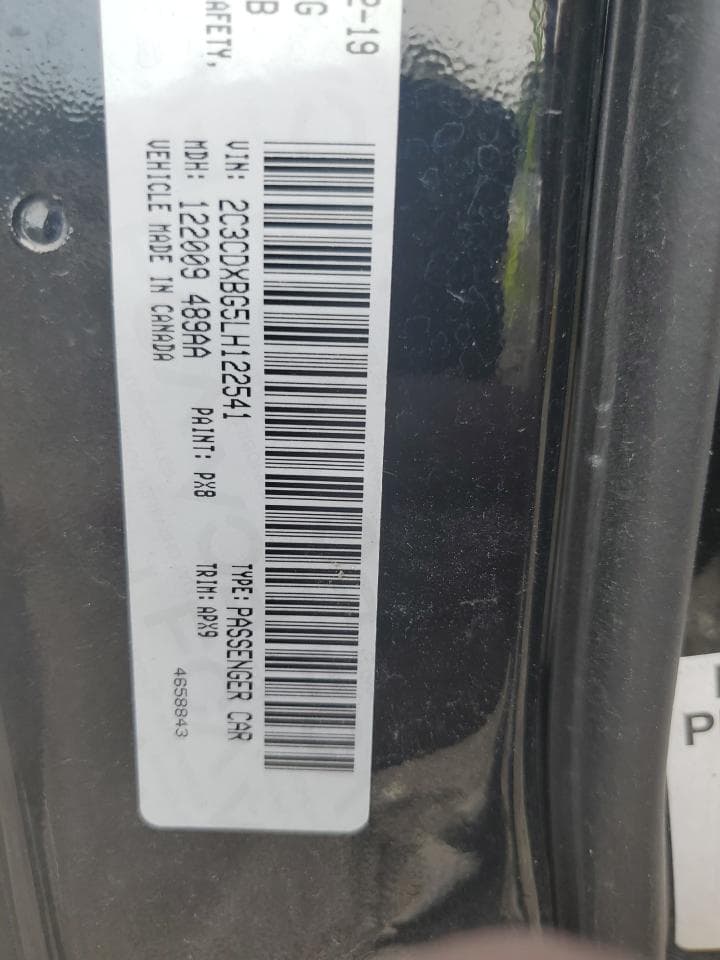 2-19
G
B
AFETY,
VIN: 2C3CDXBG5LH122541 TYPE: PASSENGER CAR
MDH: 122009 489AA PAINT: PX8 TRIM: APX9
VEHICLE MADE IN CANADA
4658843
P